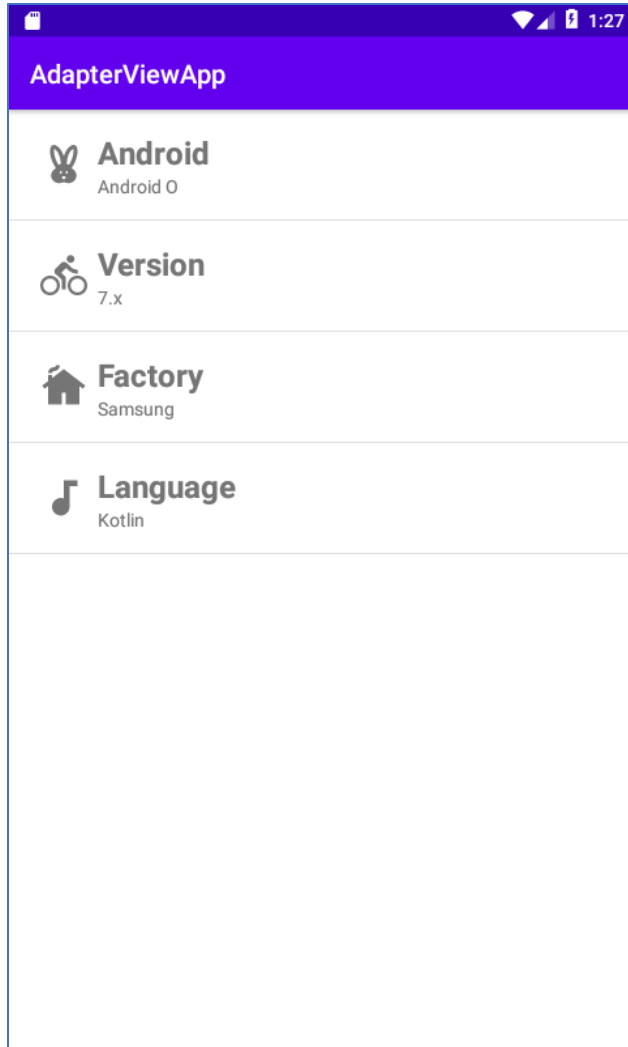 1:27
AdapterViewApp
Android
Android O
Version
7.x
Factory
Samsung
Language
Kotlin